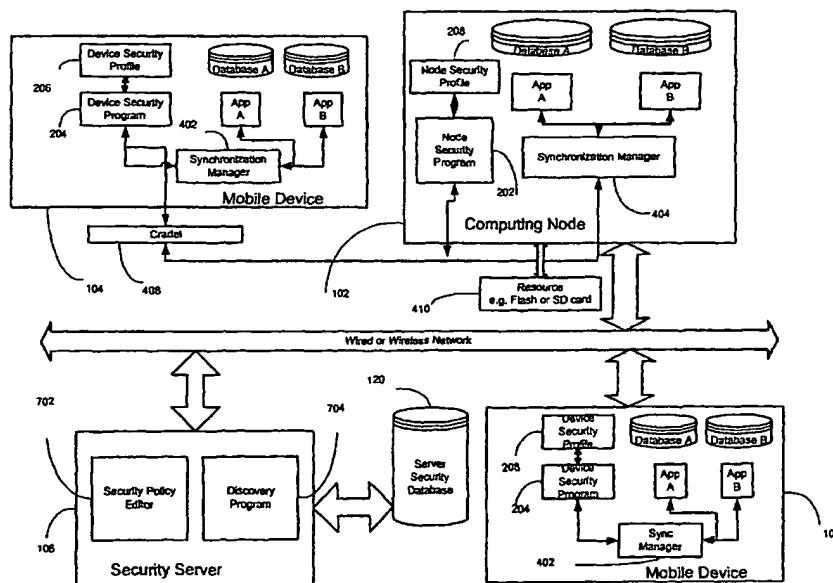 Device Security
Profile
Database A
Database B
206
Device Security
Program
App
A
App
B
204
402
Synchronization
Manager
Mobile Device
Cradel
104
408
208
Database A
Database B
Node Security
Profile
App
A
App
B
Node
Security
Program
Synchronization Manager
202
404
Computing Node
102
Resource
e.g. Flash or SD card
410
Wired or Wireless Network
702
704
120
Security Policy
Editor
Discovery
Program
106
Security Server
Server
Security
Database
Device
Security
Profile
Database A
Database B
Device
Security
Program
App
A
App
B
204
Sync
Manager
402
Mobile Device